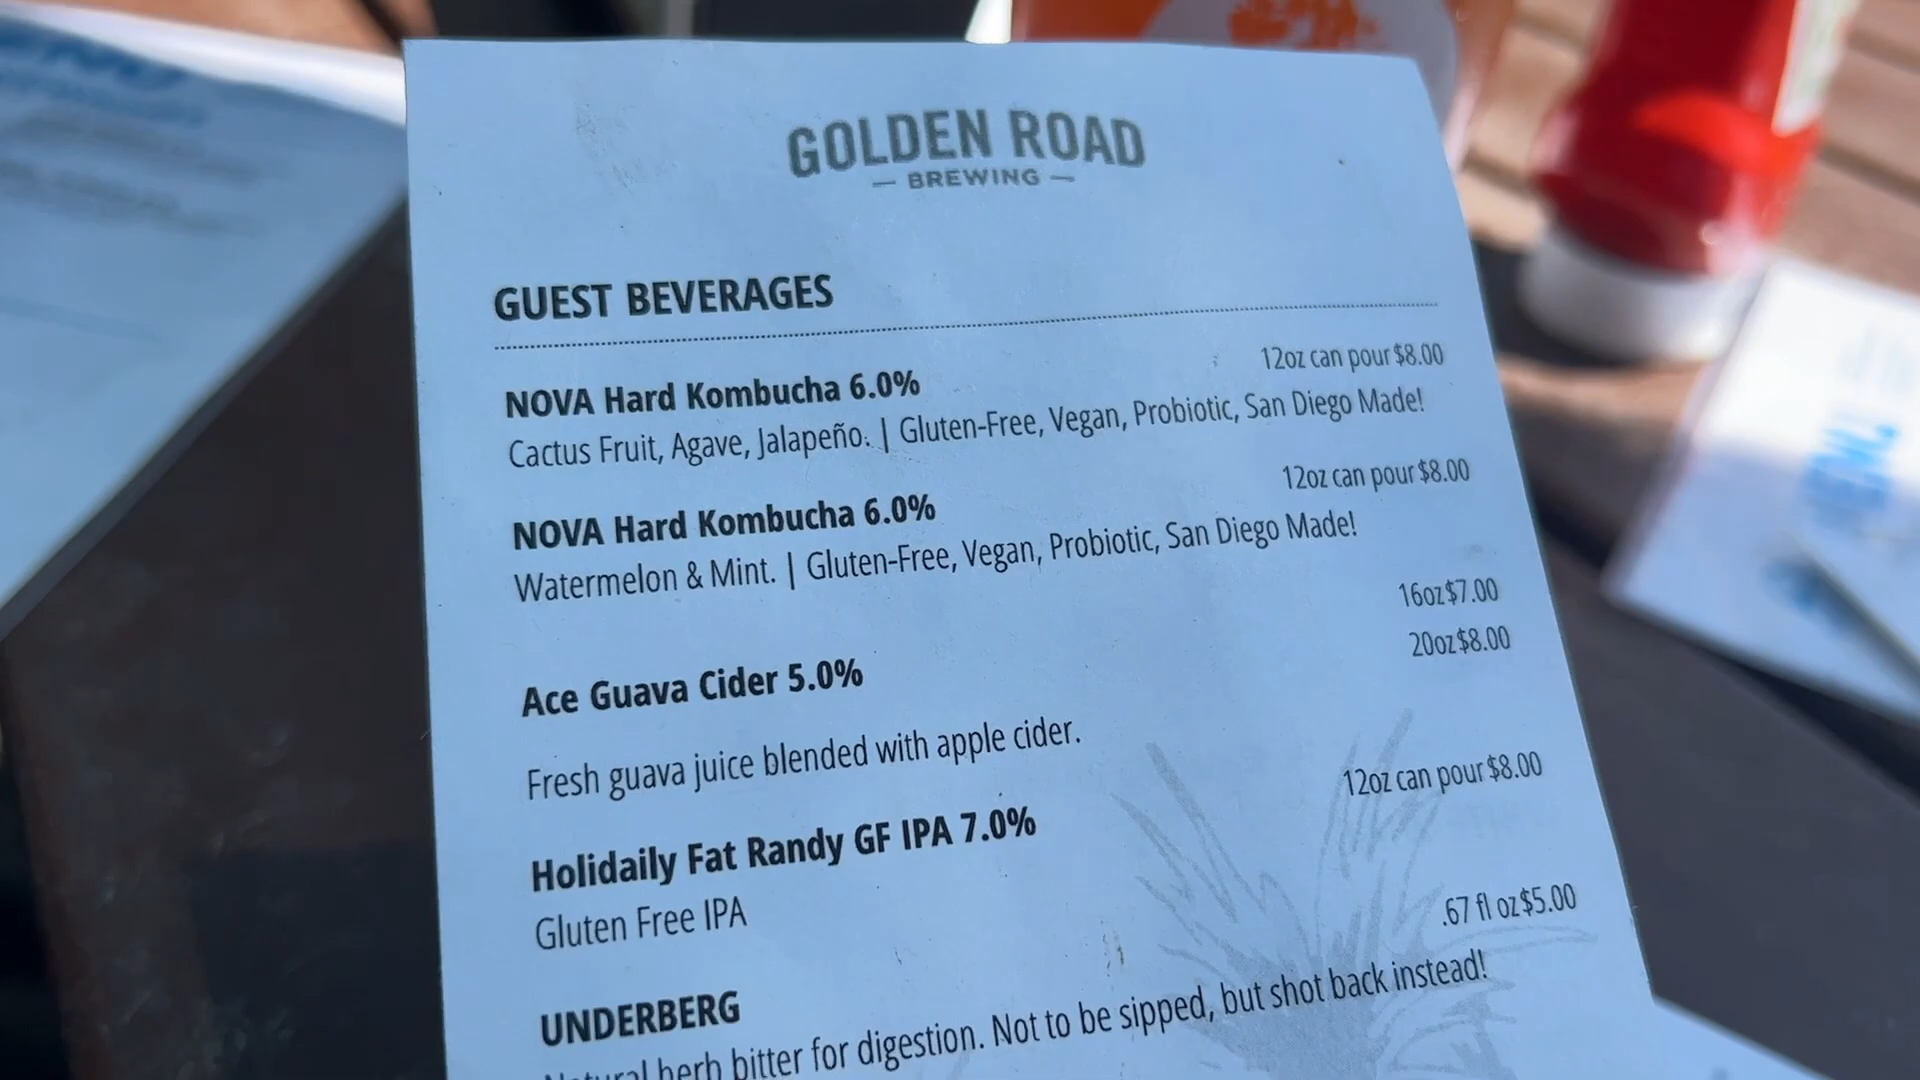 GOLDEN ROAD
— BREWING —
GUEST BEVERAGES
12oz can pour $8.00
NOVA Hard Kombucha 6.0%
Cactus Fruit, Agave, Jalapeño. | Gluten-Free, Vegan, Probiotic, San Diego Made!
12oz can pour $8.00
NOVA Hard Kombucha 6.0%
Watermelon & Mint. | Gluten-Free, Vegan, Probiotic, San Diego Made!
16oz $7.00
20oz $8.00
Ace Guava Cider 5.0%
Fresh guava juice blended with apple cider.
12oz can pour $8.00
Holidaily Fat Randy GF IPA 7.0%
Gluten Free IPA
.67 fl oz $5.00
UNDERBERG
Natural herb bitter for digestion. Not to be sipped, but shot back instead!